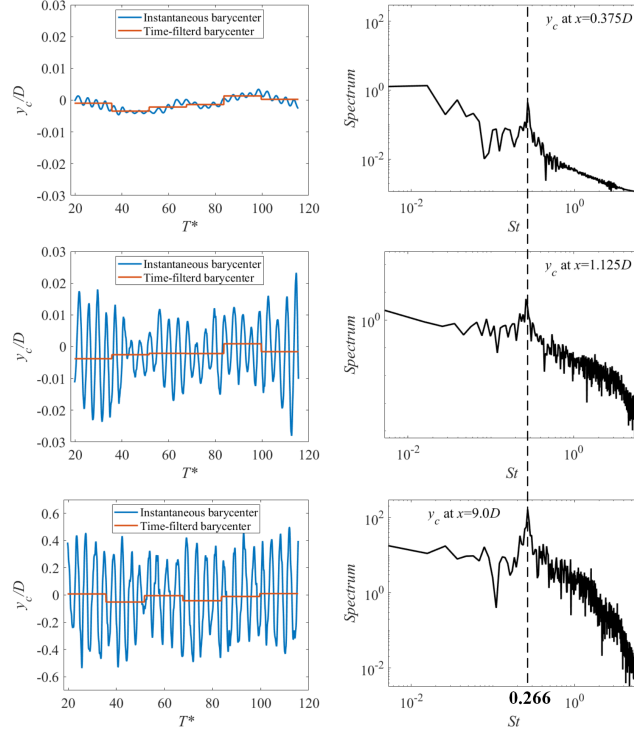 0.03
0.02
0.01
0
-0.01
-0.02
-0.03
y_c/D
Instantaneous barycenter
Time-filterd barycenter
20 40 60 80 100 120
T*
10^2
10^0
10^-2
Spectrum
y_c at x=0.375D
10^-2 10^0
St
0.03
0.02
0.01
0
-0.01
-0.02
-0.03
y_c/D
Instantaneous barycenter
Time-filterd barycenter
20 40 60 80 100 120
T*
10^0
Spectrum
y_c at x=1.125D
10^-2 10^0
St
0.6
0.4
0.2
0
-0.2
-0.4
-0.6
y_c/D
Instantaneous barycenter
Time-filterd barycenter
20 40 60 80 100 120
T*
10^2
10^0
10^-2
Spectrum
y_c at x=9.0D
10^-2 10^0
0.266
St